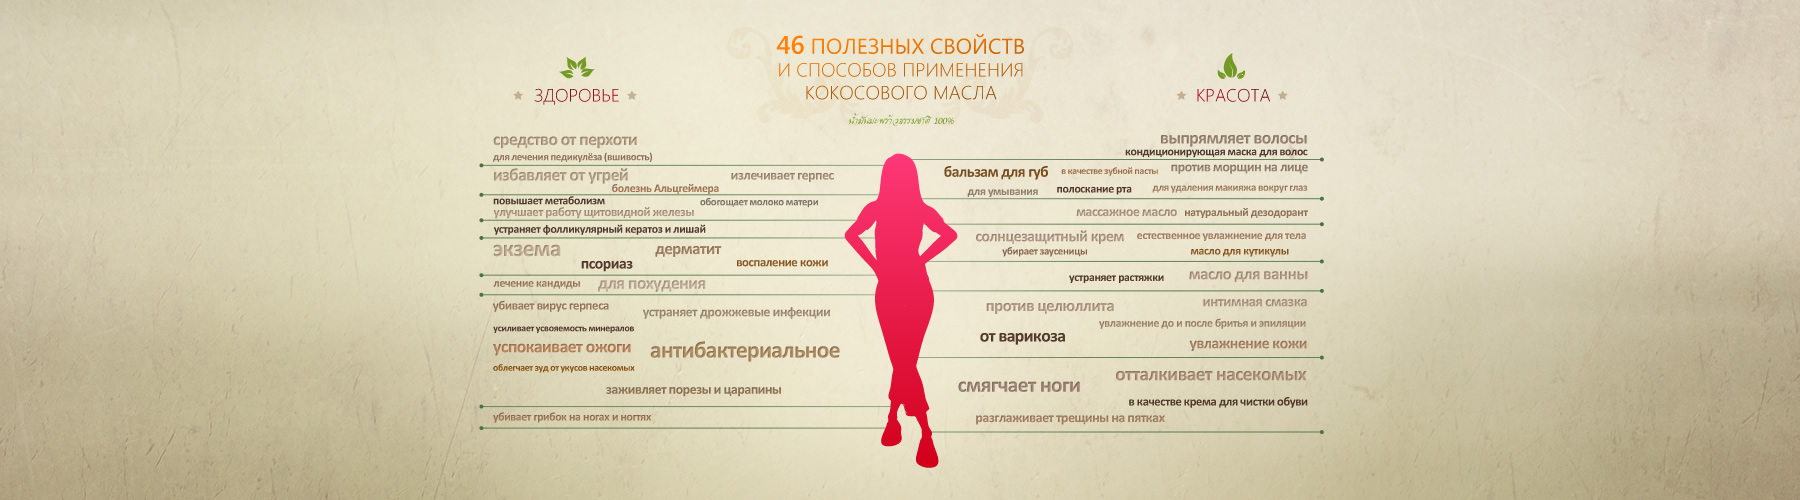 46 ПОЛЕЗНЫХ СВОЙСТВ
И СПОСОБОВ ПРИМЕНЕНИЯ
КОКОСОВОГО МАСЛА
น้ำมันมะพร้าวธรรมชาติ 100%
ЗДОРОВЬЕ
средство от перхоти
для лечения педикулёза (вшивость)
избавляет от угрей
излечивает герпес
болезнь Альцгеймера
повышает метаболизм
обогощает молоко матери
улучшает работу щитовидной железы
устраняет фолликулярный кератоз и лишай
экзема
дерматит
псориаз
воспаление кожи
лечение кандиды
для похудения
убивает вирус герпеса
устраняет дрожжевые инфекции
усиливает усвояемость минералов
успокаивает ожоги
антибактериальное
облегчает зуд от укусов насекомых
заживляет порезы и царапины
убивает грибок на ногах и ногтях
КРАСОТА
выпрямляет волосы
кондиционирующая маска для волос
бальзам для губ
в качестве зубной пасты
против морщин на лице
для умывания
полоскание рта
для удаления макияжа вокруг глаз
массажное масло
натуральный дезодорант
солнцезащитный крем
естественное увлажнение для тела
убирает заусеницы
масло для кутикулы
устраняет растяжки
масло для ванны
против целюллита
интимная смазка
увлажнение до и после бритья и эпиляции
от варикоза
увлажнение кожи
смягчает ноги
отталкивает насекомых
в качестве крема для чистки обуви
разглаживает трещины на пятках